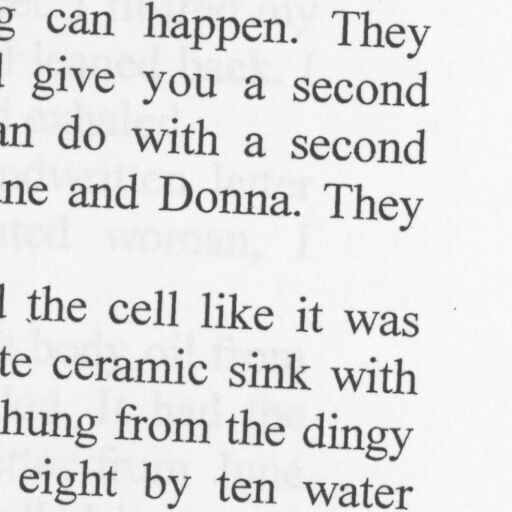 g can happen. They
give you a second
an do with a second
ne and Donna. They
the cell like it was
te ceramic sink with
hung from the dingy
eight by ten water